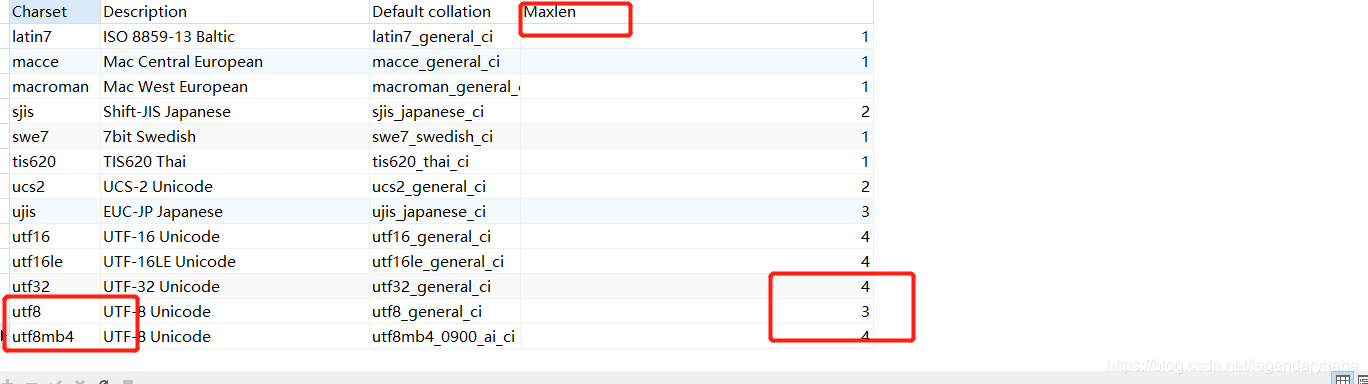 Charset Description Default collation Maxlen
latin7 ISO 8859-13 Baltic latin7_general_ci 1
macce Mac Central European macce_general_ci 1
macroman Mac West European macroman_general_ 1
sjis Shift-JIS Japanese sjis_japanese_ci 2
swe7 7bit Swedish swe7_swedish_ci 1
tis620 TIS620 Thai tis620_thai_ci 1
ucs2 UCS-2 Unicode ucs2_general_ci 2
ujis EUC-JP Japanese ujis_japanese_ci 3
utf16 UTF-16 Unicode utf16_general_ci 4
utf16le UTF-16LE Unicode utf16le_general_ci 4
utf32 UTF-32 Unicode utf32_general_ci 4
utf8 UTF-8 Unicode utf8_general_ci 3
utf8mb4 UTF-8 Unicode utf8mb4_0900_ai_ci 4
https://blog.csdn.net/legendaryhaha